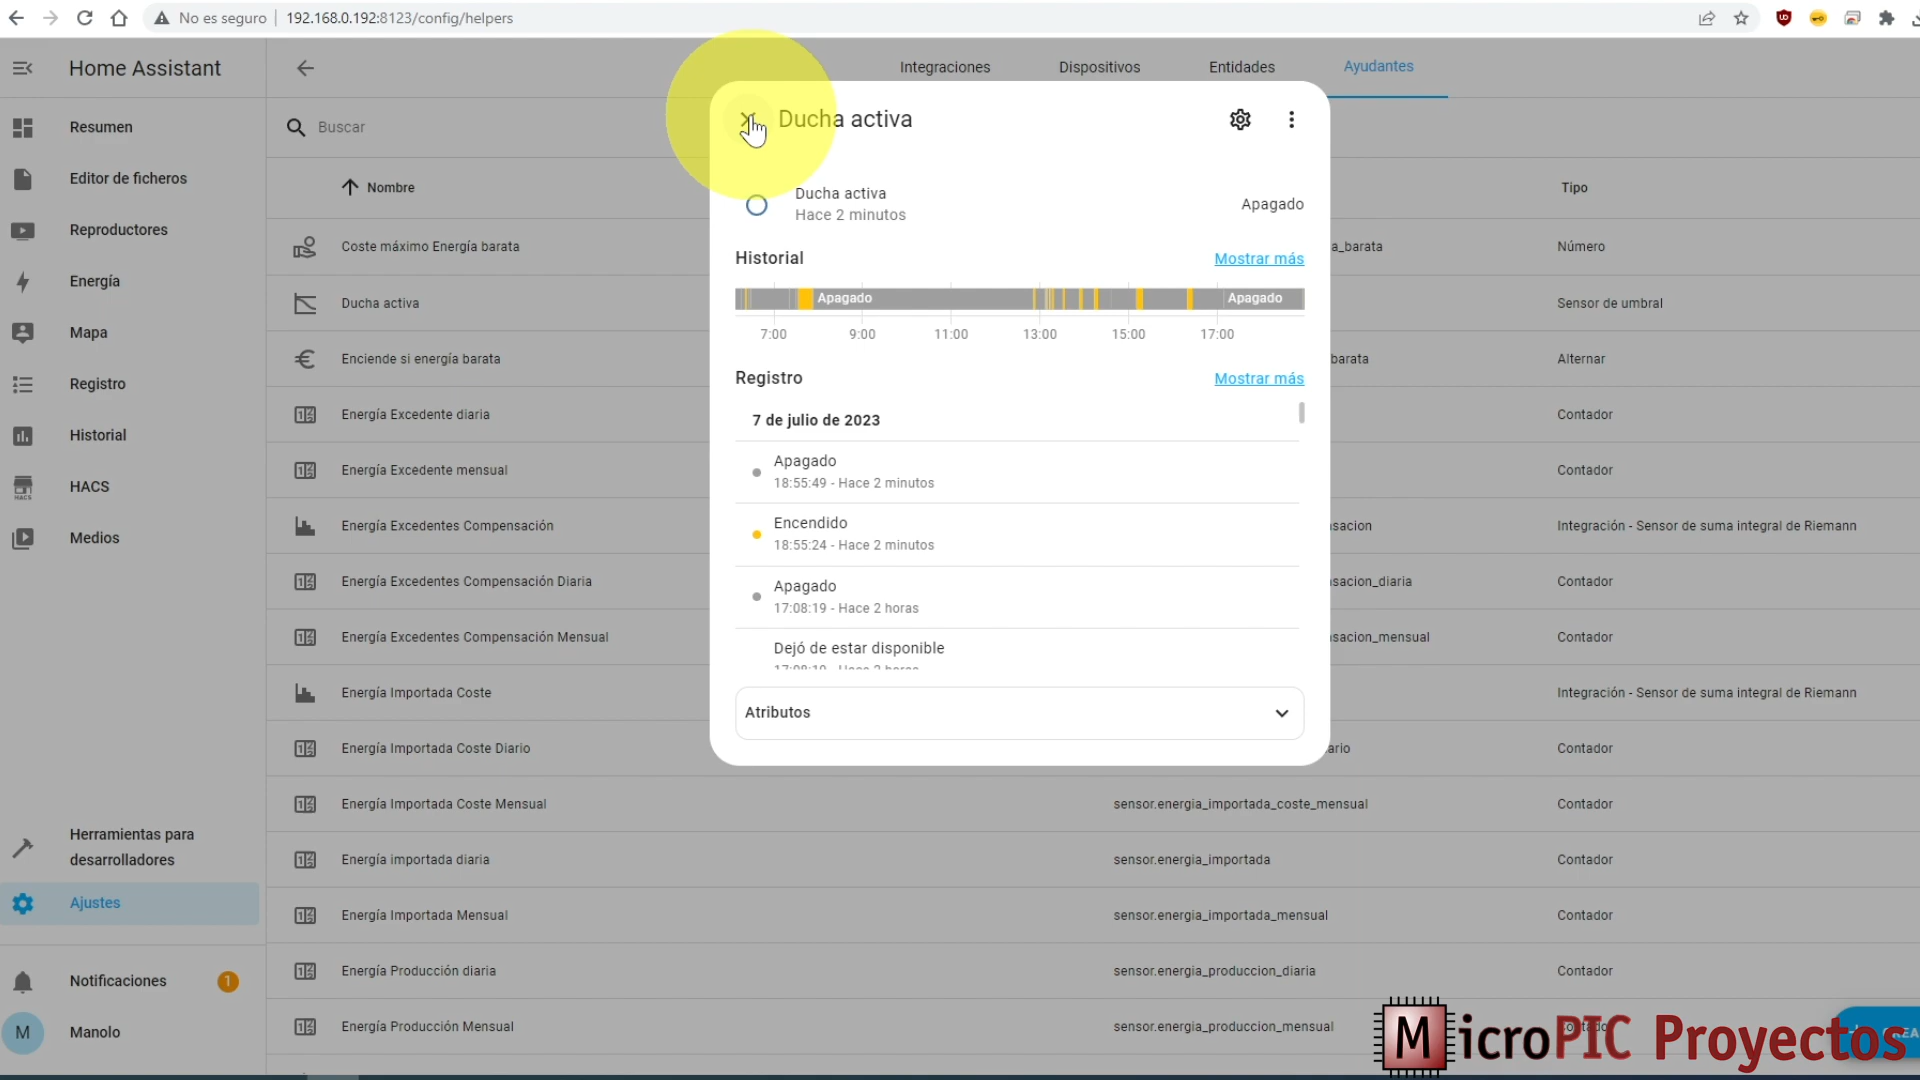 No es seguro
192.168.0.192:8123/config/helpers
Home Assistant
Integraciones
Dispositivos
Entidades
Ayudantes
Resumen
Editor de ficheros
Reproductores
Energía
Mapa
Registro
Historial
HACS
Medios
Herramientas para
desarrolladores
Ajustes
Notificaciones
1
M
Manolo
Buscar
Nombre
Tipo
Coste máximo Energía barata
a_barata
Número
Ducha activa
Sensor de umbral
Enciende si energía barata
barata
Alternar
Energía Excedente diaria
Contador
Energía Excedente mensual
Contador
Energía Excedentes Compensación
sacion
Integración - Sensor de suma integral de Riemann
Energía Excedentes Compensación Diaria
sacion_diaria
Contador
Energía Excedentes Compensación Mensual
sacion_mensual
Contador
Energía Importada Coste
Integración - Sensor de suma integral de Riemann
Energía Importada Coste Diario
ario
Contador
Energía Importada Coste Mensual
sensor.energia_importada_coste_mensual
Contador
Energía importada diaria
sensor.energia_importada
Contador
Energía Importada Mensual
sensor.energia_importada_mensual
Contador
Energía Producción diaria
sensor.energia_produccion_diaria
Contador
Energía Producción Mensual
sensor.energia_produccion_mensual
Ducha activa
Ducha activa
Hace 2 minutos
Apagado
Historial
Mostrar más
Apagado
Apagado
7:00
9:00
11:00
13:00
15:00
17:00
Registro
Mostrar más
7 de julio de 2023
Apagado
18:55:49 - Hace 2 minutos
Encendido
18:55:24 - Hace 2 minutos
Apagado
17:08:19 - Hace 2 horas
Dejó de estar disponible
Atributos
MicroPIC Proyectos